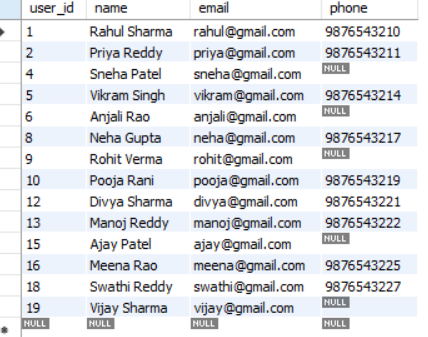 user_id name email phone
1 Rahul Sharma rahul@gmail.com 9876543210
2 Priya Reddy priya@gmail.com 9876543211
4 Sneha Patel sneha@gmail.com NULL
5 Vikram Singh vikram@gmail.com 9876543214
6 Anjali Rao anjali@gmail.com NULL
8 Neha Gupta neha@gmail.com 9876543217
9 Rohit Verma rohit@gmail.com NULL
10 Pooja Rani pooja@gmail.com 9876543219
12 Divya Sharma divya@gmail.com 9876543221
13 Manoj Reddy manoj@gmail.com 9876543222
15 Ajay Patel ajay@gmail.com NULL
16 Meena Rao meena@gmail.com 9876543225
18 Swathi Reddy swathi@gmail.com 9876543227
19 Vijay Sharma vijay@gmail.com NULL
NULL NULL NULL NULL